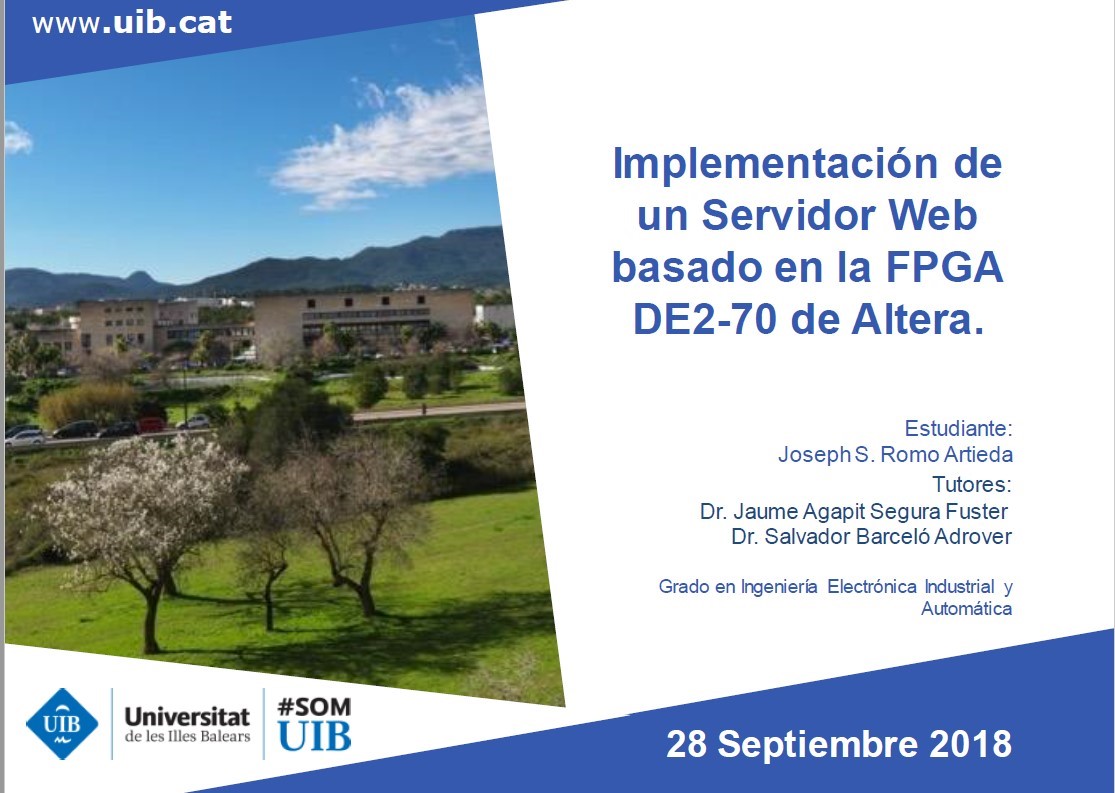 www.uib.cat
Implementación de
un Servidor Web
basado en la FPGA
DE2-70 de Altera.
Estudiante:
Joseph S. Romo Artieda
Tutores:
Dr. Jaume Agapit Segura Fuster
Dr. Salvador Barceló Adrover
Grado en Ingeniería Electrónica Industrial y
Automática
UIB
Universitat
de les Illes Balears
#SOM
UIB
28 Septiembre 2018